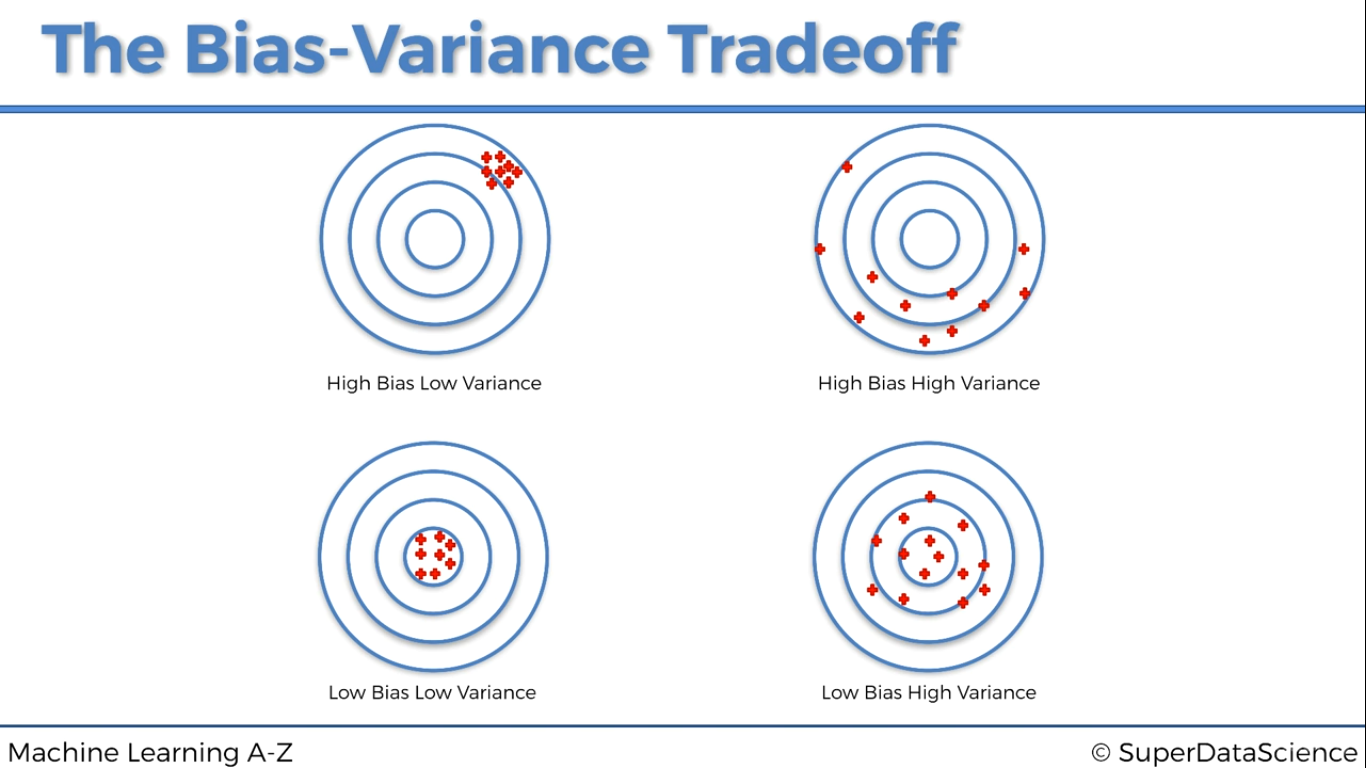 The Bias-Variance Tradeoff
High Bias Low Variance
High Bias High Variance
Low Bias Low Variance
Low Bias High Variance
Machine Learning A-Z
© SuperDataScience